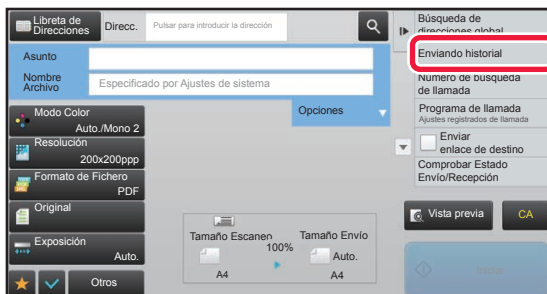 Libreta de
Direcciones
Direcc.
Pulsar para introducir la dirección
Asunto
Nombre
Archivo
Especificado por Ajustes de sistema
Opciones
Modo Color
Auto./Mono 2
Resolución
200x200ppp
Formato de Fichero
PDF
Original
Exposición
Auto.
Otros
Tamaño Escaneo
100%
Tamaño Envío
Auto.
A4
A4
Búsqueda de
direcciones global
Enviando historial
Número de búsqueda
de llamada
Programa de llamada
Ajustes registrados de llamada
Enviar
enlace de destino
Comprobar Estado
Envío/Recepción
Vista previa
CA
Inicio